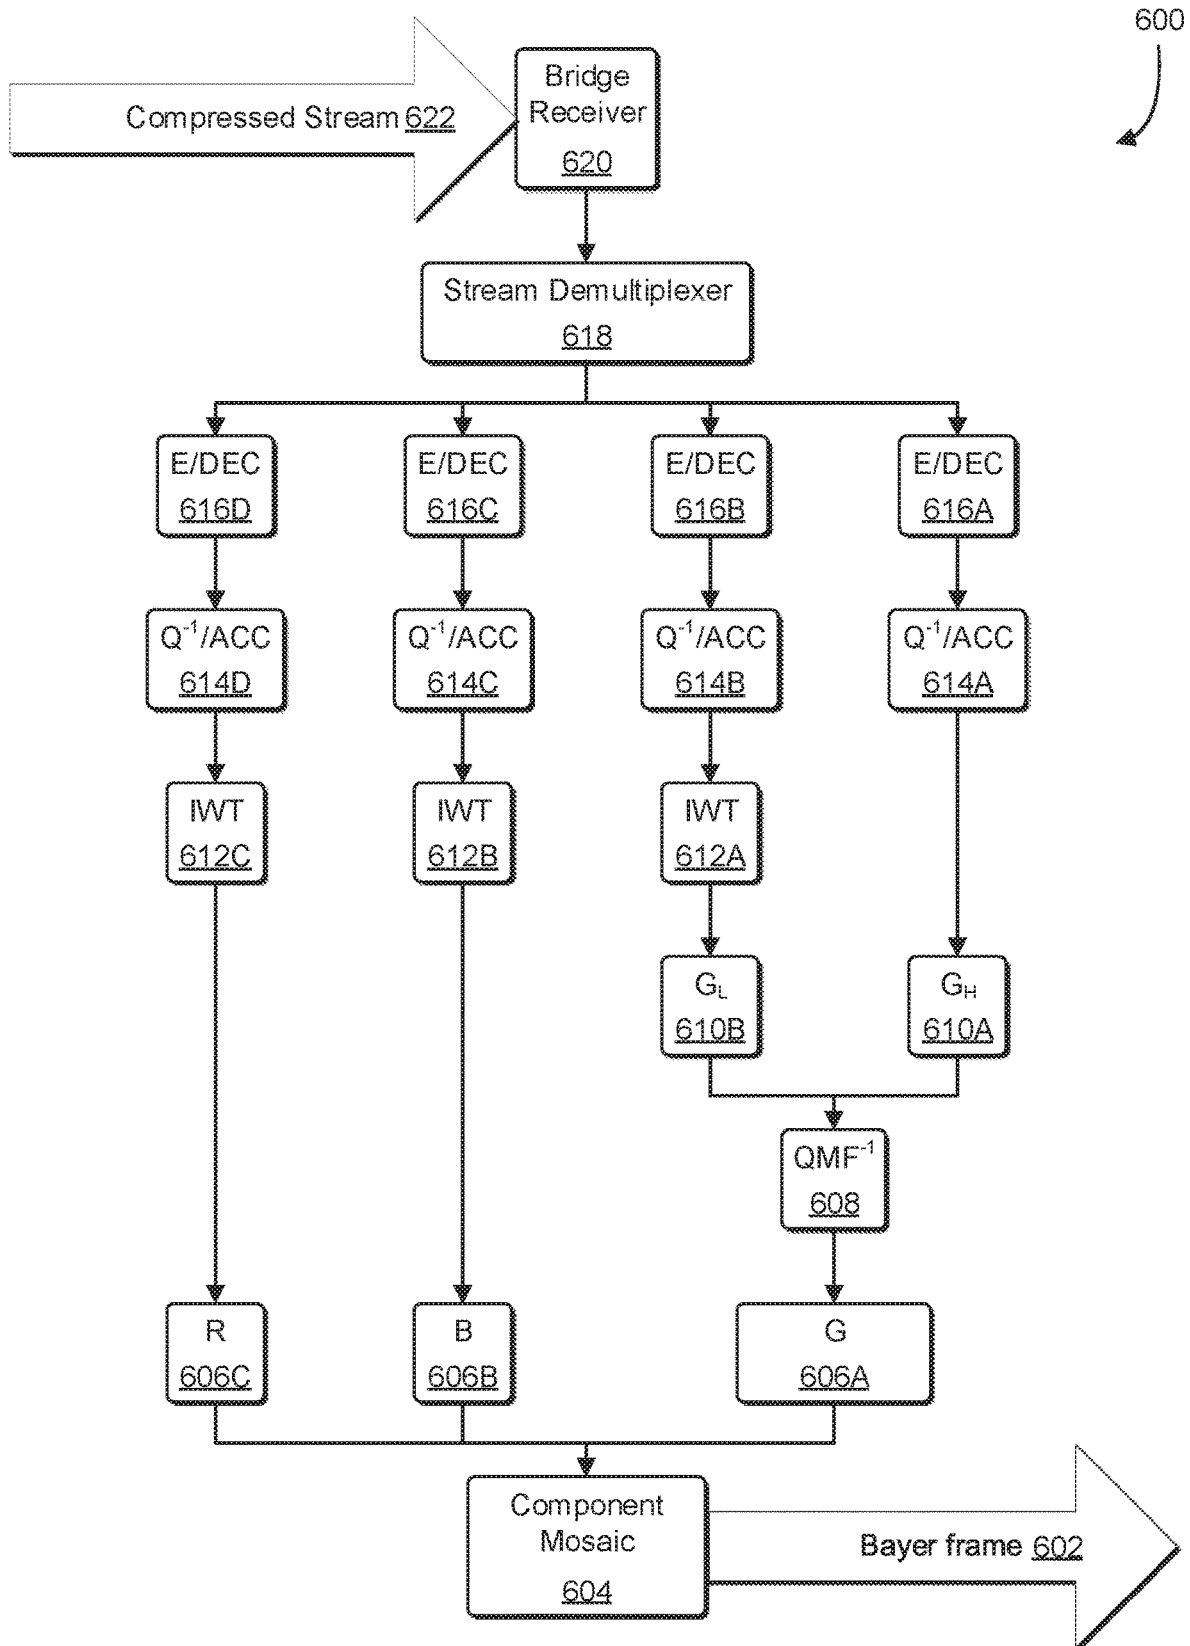 600
Compressed Stream 622
Bridge
Receiver
620
Stream Demultiplexer
618
E/DEC
616D
E/DEC
616C
E/DEC
616B
E/DEC
616A
Q⁻¹/ACC
614D
Q⁻¹/ACC
614C
Q⁻¹/ACC
614B
Q⁻¹/ACC
614A
IWT
612C
IWT
612B
IWT
612A
G_L
610B
G_H
610A
QMF⁻¹
608
R
606C
B
606B
G
606A
Component
Mosaic
604
Bayer frame 602